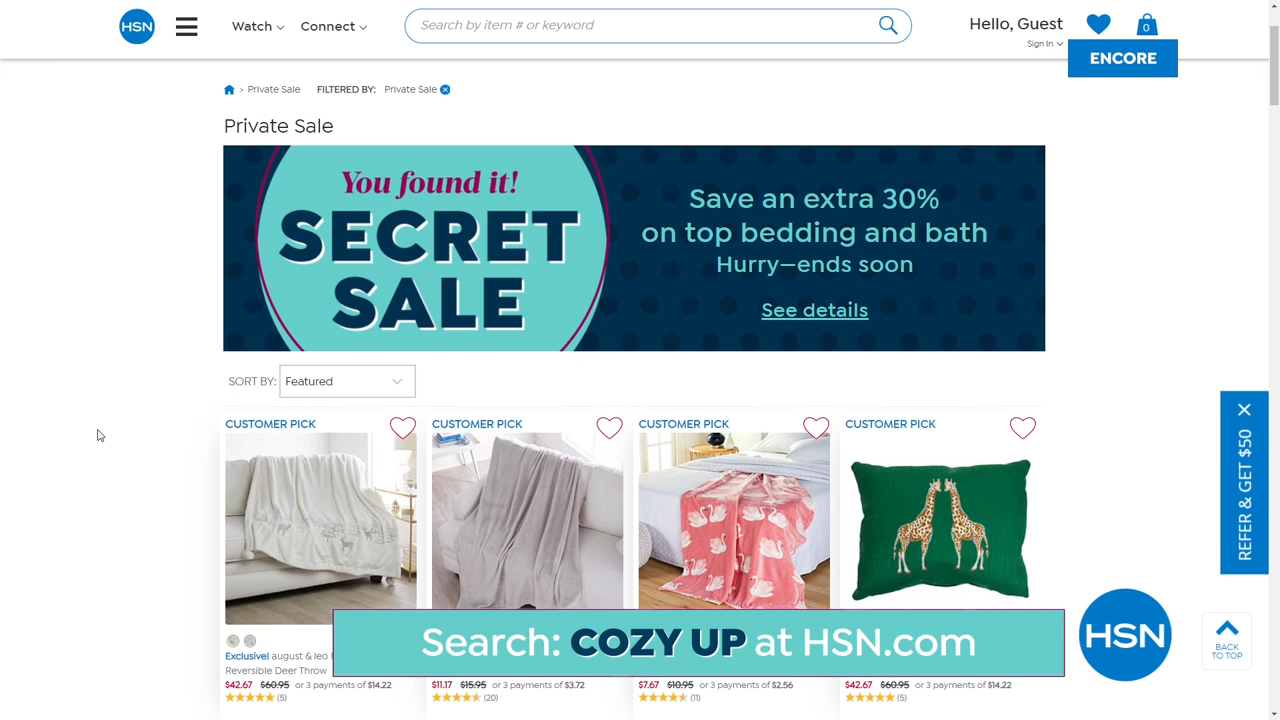 HSN
Watch
Connect
Search by item # or keyword
Hello, Guest
Sign In
0
ENCORE
> Private Sale
FILTERED BY:
Private Sale
Private Sale
You found it!
SECRET
SALE
Save an extra 30%
on top bedding and bath
Hurry—ends soon
See details
SORT BY:
Featured
CUSTOMER PICK
CUSTOMER PICK
CUSTOMER PICK
CUSTOMER PICK
REFER & GET $50
Search: COZY UP at HSN.com
HSN
BACK
TO TOP
Exclusive! august & leo
Reversible Deer Throw
$42.67 $60.95 or 3 payments of $14.22
(5)
$11.17 $15.95 or 3 payments of $3.72
(20)
$7.67 $10.95 or 3 payments of $2.56
(11)
$42.67 $60.95 or 3 payments of $14.22
(5)